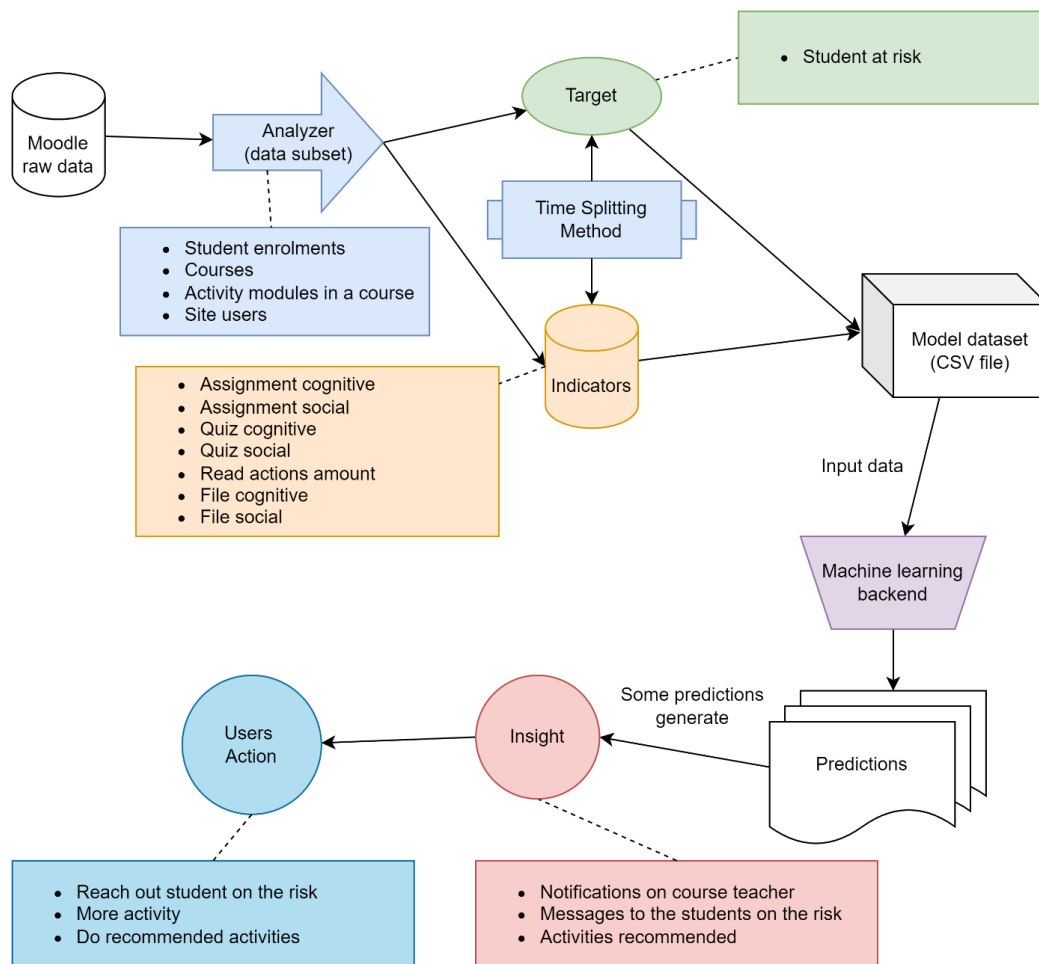 Student at risk
Target
Moodle
raw data
Analyzer
(data subset)
Time Splitting
Method
Student enrolments
Courses
Activity modules in a course
Site users
Model dataset
(CSV file)
Indicators
Assignment cognitive
Assignment social
Quiz cognitive
Quiz social
Read actions amount
File cognitive
File social
Input data
Machine learning
backend
Some predictions
generate
Predictions
Insight
Users
Action
Reach out student on the risk
More activity
Do recommended activities
Notifications on course teacher
Messages to the students on the risk
Activities recommended